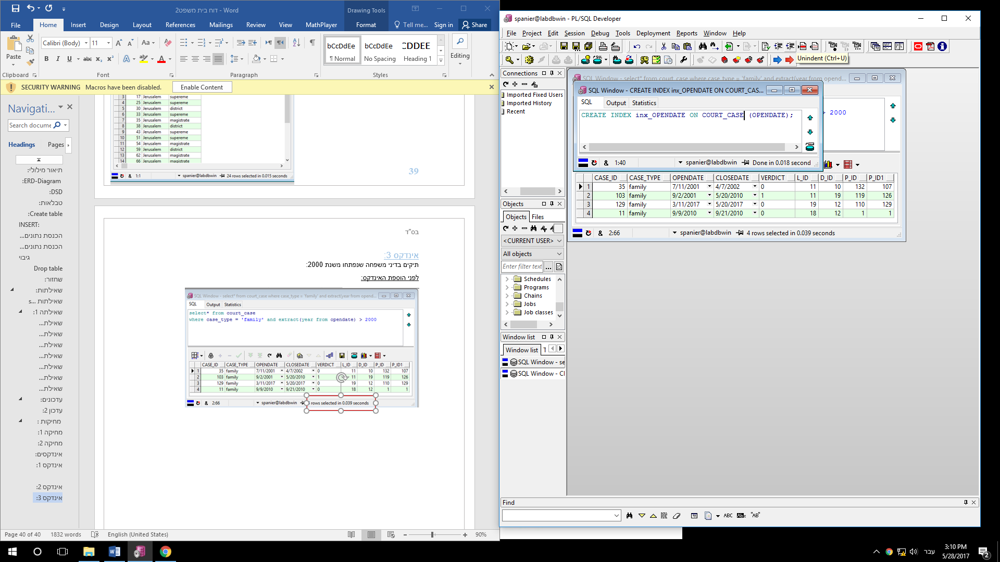 דוח בית משפט2 - Word
Drawing Tools
File Home Insert Design Layout References Mailings Review View MathPlayer Format Tell me... Sign in Share
Paste
Calibri (Body) 11
Editing
bCcDdEe bCcDdEe CDDEE
¶ Normal No Spacing Heading 1
Clipboard Font Paragraph Styles
SECURITY WARNING Macros have been disabled. Enable Content
Navigati...
Search docume
Headings Pages
תיאור מילולי:
ERD-Diagram:
DSD:
טבלאות:
Create table:
INSERT:
הכנסת נתונים...
הכנסת נתונים...
גיבוי
Drop table
שחזור:
שאילתות:
שאילתות s...
שאילתה 1:
שאילת...
שאילת...
שאילת...
שאילת...
שאילת...
שאילת...
שאילת...
עדכונים:
עדכון 2:
מחיקות :
מחיקה 1:
מחיקה 2:
אינדקסים:
אינדקס 1:
אינדקס 2:
אינדקס 3:
3 17 Jerusalem supereme
4 25 Jerusalem supereme
5 30 Jerusalem district
6 33 Jerusalem supereme
7 35 Jerusalem magistrate
8 38 Jerusalem district
9 43 Jerusalem supereme
10 51 Jerusalem supereme
11 54 Jerusalem magistrate
12 59 Jerusalem district
13 62 Jerusalem magistrate
14 66 Jerusalem magistrate
1:1 spanier@labdbwin 24 rows selected in 0.015 seconds
39
בס"ד
אינדקס 3:
תיקים בדיני משפחה שנפתחו משנת 2000:
לפני הוספת האינדקס:
SQL Window - select* from court_case where case_type = 'family' and extract(year from opend...
SQL Output Statistics
select* from court_case
where case_type = 'family' and extract(year from opendate) > 2000
CASE_ID CASE_TYPE OPENDATE CLOSEDATE VERDICT L_ID D_ID P_ID P_ID1
1 35 family 7/11/2001 4/7/2002 0 11 10 132 107
2 103 family 9/2/2001 5/20/2010 1 11 19 119 126
3 129 family 3/11/2017 5/20/2017 0 19 12 110 129
4 11 family 9/9/2010 9/21/2010 0 18 12 1 1
2:66 spanier@labdbwin rows selected in 0.039 seconds
Page 40 of 40 1832 words English (United States) 90%
spanier@labdbwin - PL/SQL Developer
File Project Edit Session Debug Tools Deployment Reports Window Help
Unindent (Ctrl+U)
Connections
Imported Fixed Users
Imported History
Recent
Objects
Objects Files
<CURRENT USER>
All objects
Enter filter text ...
Schedules
Programs
Chains
Jobs
Job classes
Window list
Window list T
SQL Window - se
SQL Window - CI
SQL Window - select* from court_case where case_type = 'family' and extract(year from opend...
> 2000
SQL Window - CREATE INDEX inx_OPENDATE ON COURT_CAS...
SQL Output Statistics
CREATE INDEX inx_OPENDATE ON COURT_CASE (OPENDATE);
1:40 spanier@labdbwin Done in 0.018 second
CASE_ID CASE_TYPE OPENDATE CLOSEDATE VERDICT L_ID D_ID P_ID P_ID1
1 35 family 7/11/2001 4/7/2002 0 11 10 132 107
2 103 family 9/2/2001 5/20/2010 1 11 19 119 126
3 129 family 3/11/2017 5/20/2017 0 19 12 110 129
4 11 family 9/9/2010 9/21/2010 0 18 12 1 1
& 2:66 spanier@labdbwin 4 rows selected in 0.039 seconds
Find
ABC "AB"
עבר
3:10 PM
5/28/2017
2